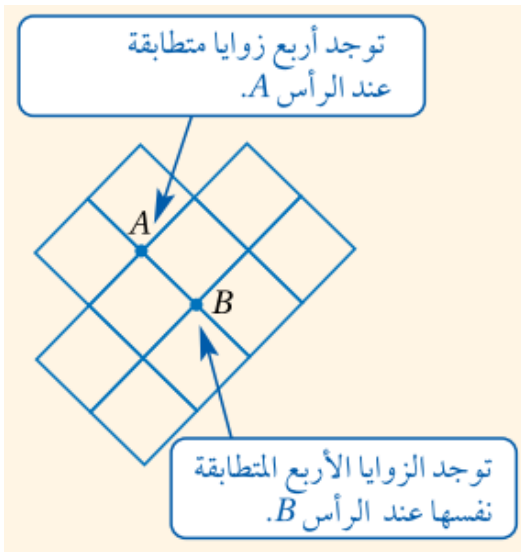 توجد أربع زوايا متطابقة
عند الرأس A.
A
B
توجد الزوايا الأربع المتطابقة
نفسها عند الرأس B.